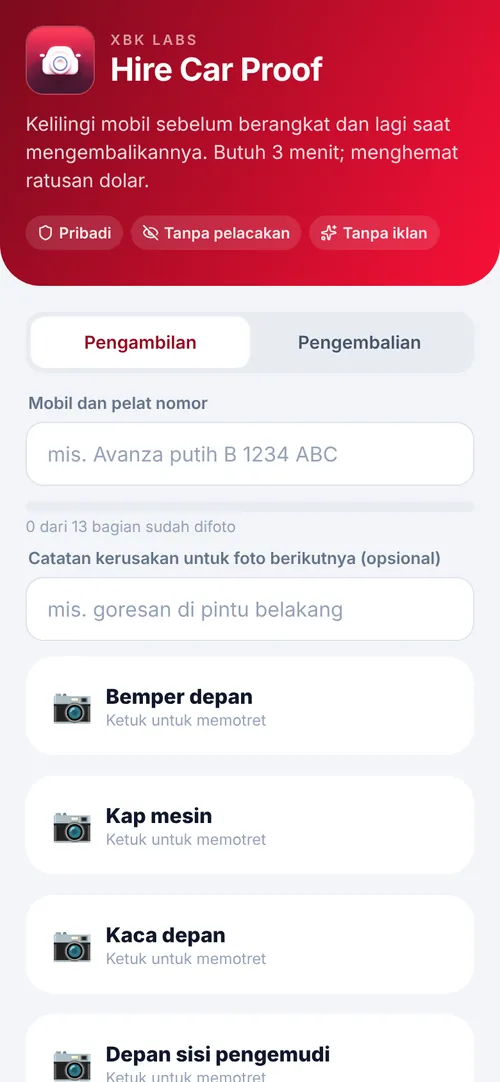 XBK LABS
Hire Car Proof
Kelilingi mobil sebelum berangkat dan lagi saat
mengembalikannya. Butuh 3 menit; menghemat
ratusan dolar.
Pribadi
Tanpa pelacakan
Tanpa iklan
Pengambilan
Pengembalian
Mobil dan pelat nomor
mis. Avanza putih B 1234 ABC
0 dari 13 bagian sudah difoto
Catatan kerusakan untuk foto berikutnya (opsional)
mis. goresan di pintu belakang
Bemper depan
Ketuk untuk memotret
Kap mesin
Ketuk untuk memotret
Kaca depan
Ketuk untuk memotret
Depan sisi pengemudi
Ketuk untuk memotret